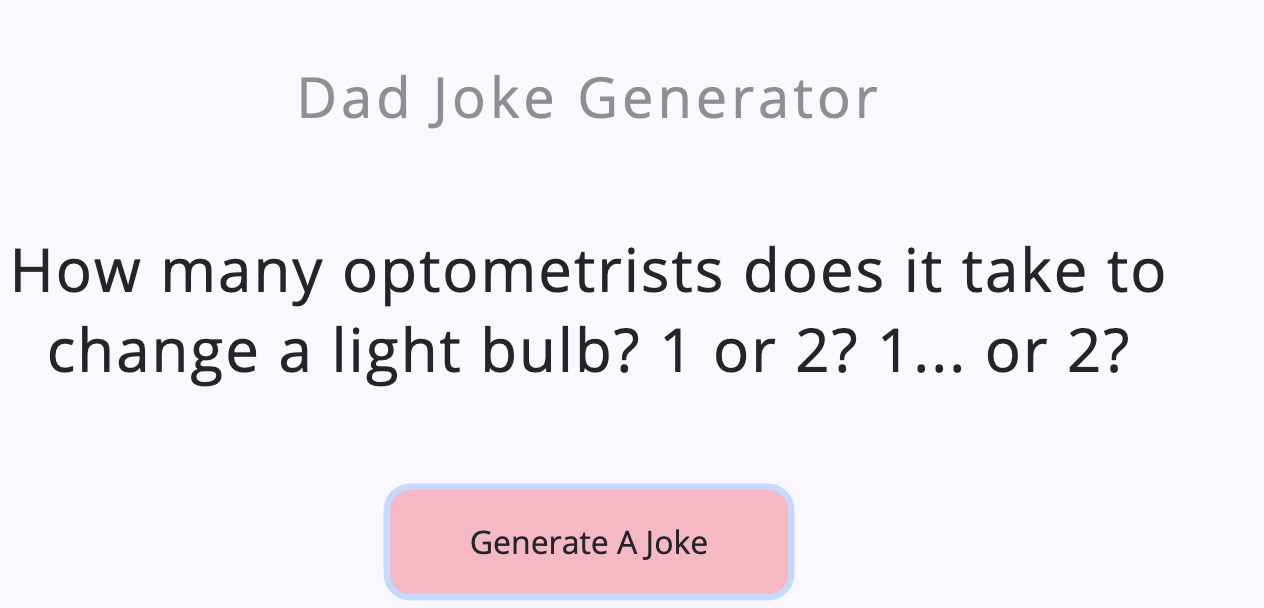 Dad Joke Generator
How many optometrists does it take to
change a light bulb? 1 or 2? 1... or 2?
Generate A Joke